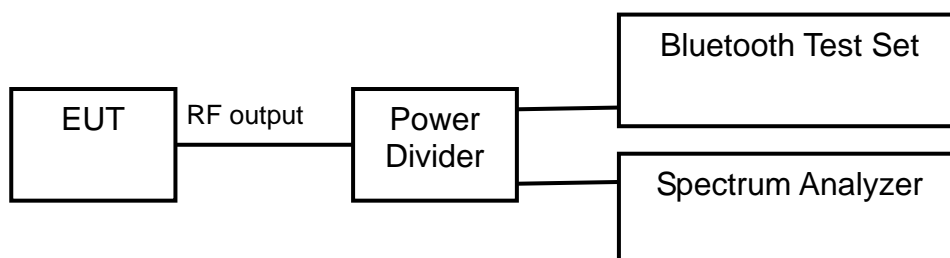 Bluetooth Test Set
EUT
RF output
Power
Divider
Spectrum Analyzer